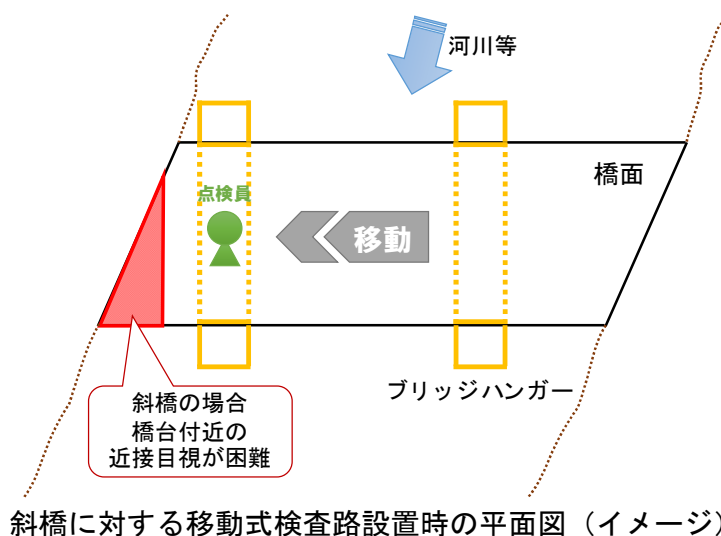 河川等
橋面
点検員
移動
ブリッジハンガー
斜橋の場合
橋台付近の
近接目視が困難
斜橋に対する移動式検査路設置時の平面図（イメージ）